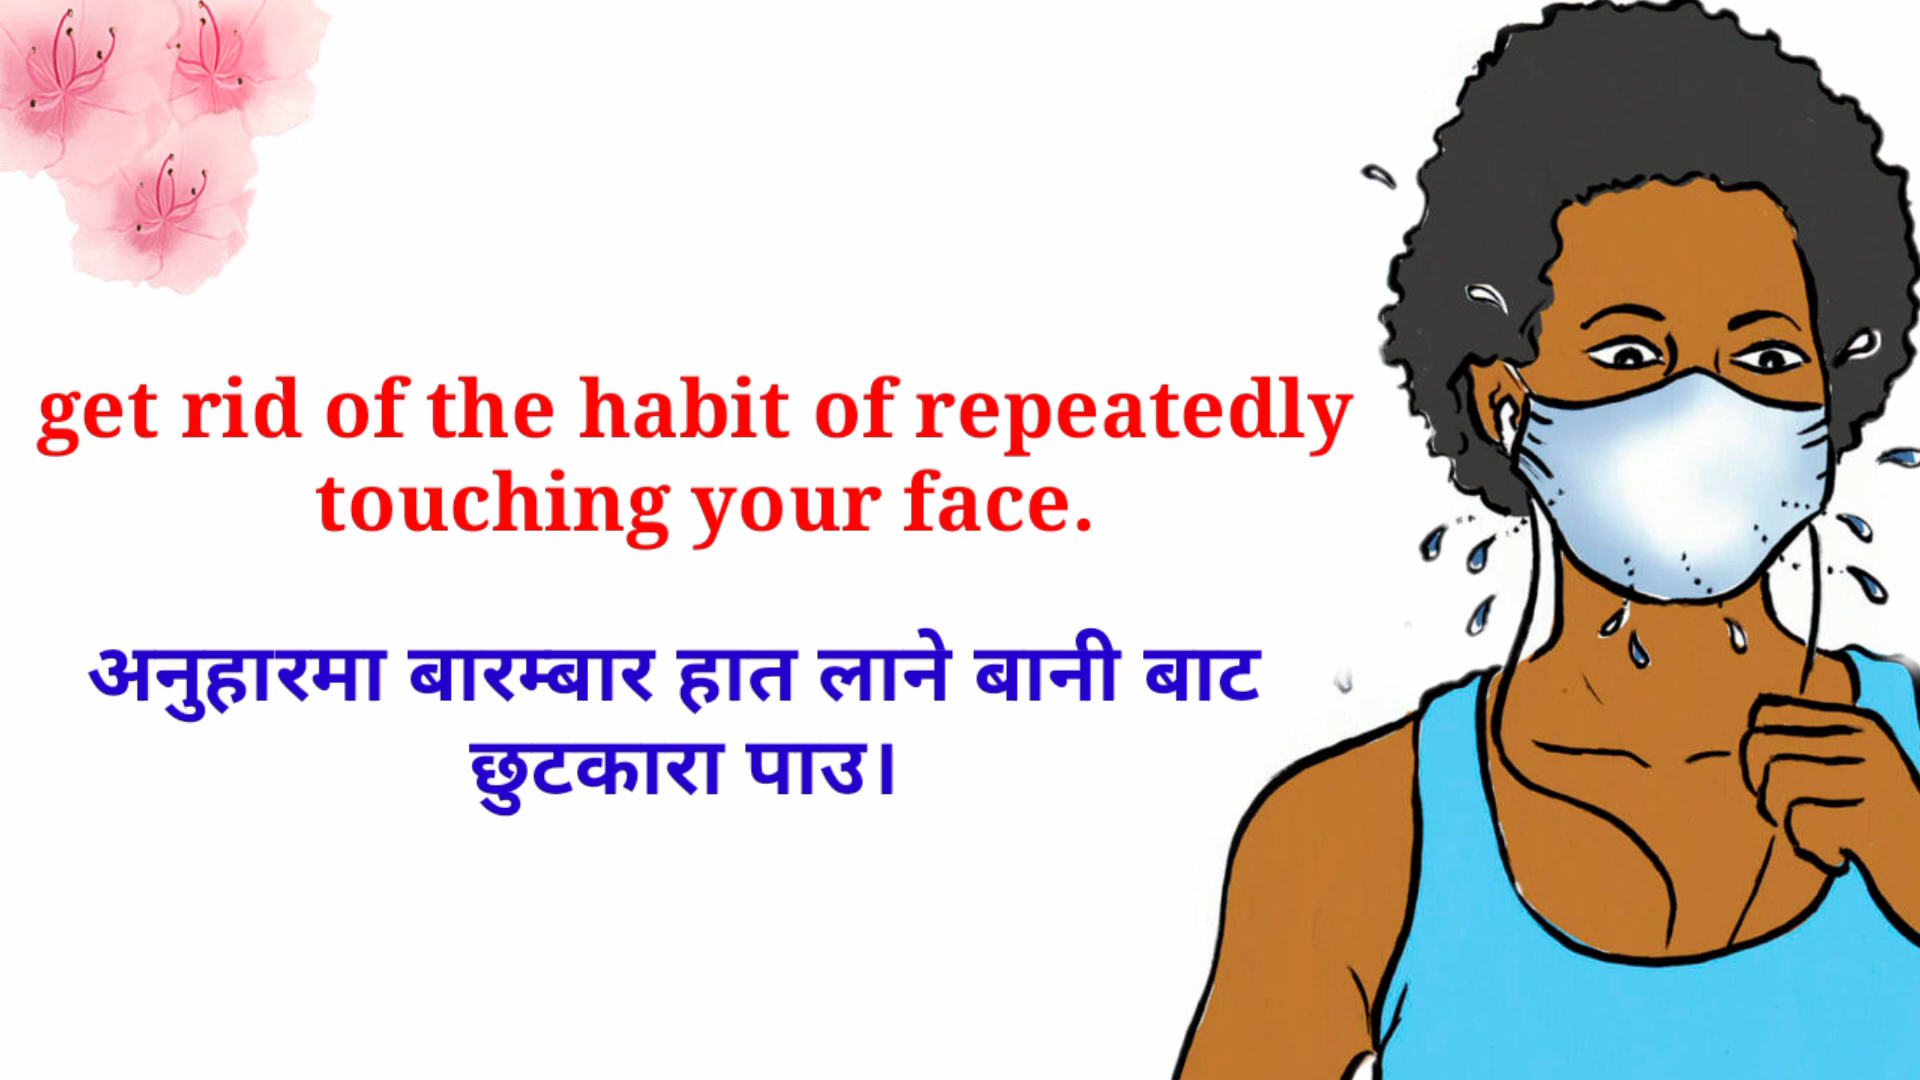 get rid of the habit of repeatedly
touching your face.
अनुहारमा बारम्बार हात लाने बानी बाट
छुटकारा पाउ।